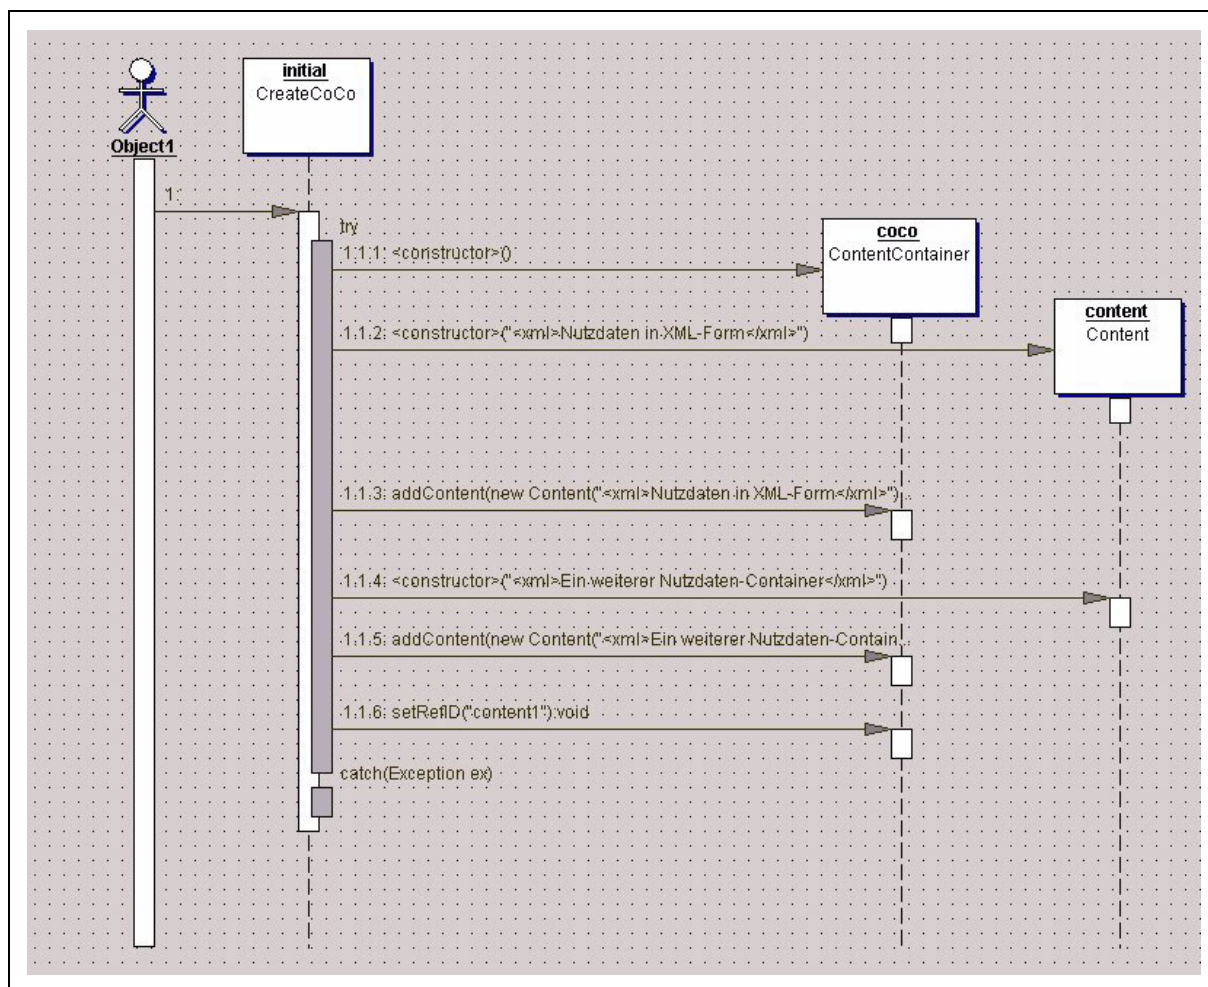 initial
CreateCoCo
Object1
1:
try
1.1.1: <constructor>()
coco
ContentContainer
1.1.2: <constructor>("<xml>Nutzdaten in XML-Form</xml>")
content
Content
1.1.3: addContent(new Content("<xml>Nutzdaten in XML-Form</xml>")...
1.1.4: <constructor>("<xml>Ein weiterer Nutzdaten-Container</xml>")
1.1.5: addContent(new Content("<xml>Ein weiterer Nutzdaten-Contain...
1.1.6: setRefID("content1"):void
catch(Exception ex)